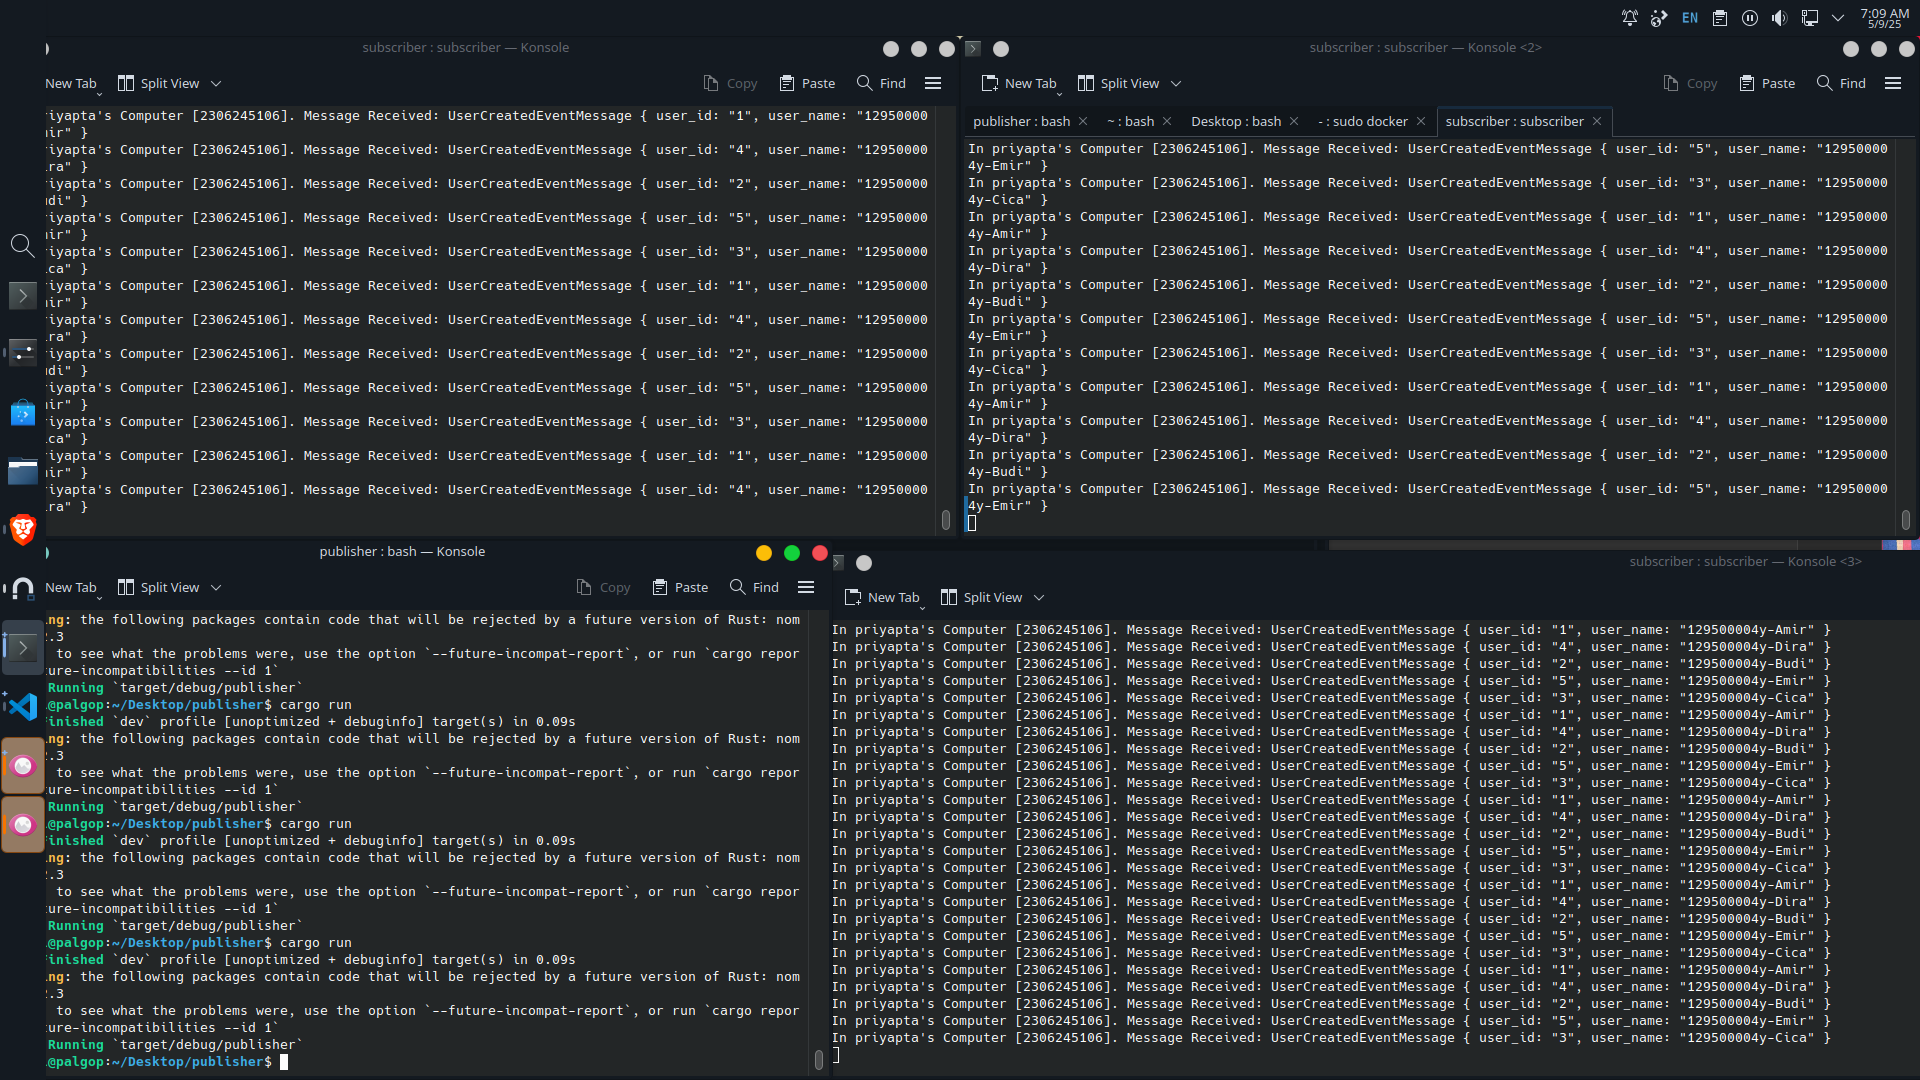 EN
7:09 AM
5/9/25
subscriber : subscriber — Konsole
New Tab
Split View
Copy
Paste
Find
riyapta's Computer [2306245106]. Message Received: UserCreatedEventMessage { user_id: "1", user_name: "12950000
ir" }
riyapta's Computer [2306245106]. Message Received: UserCreatedEventMessage { user_id: "4", user_name: "12950000
ra" }
riyapta's Computer [2306245106]. Message Received: UserCreatedEventMessage { user_id: "2", user_name: "12950000
di" }
riyapta's Computer [2306245106]. Message Received: UserCreatedEventMessage { user_id: "5", user_name: "12950000
ir" }
riyapta's Computer [2306245106]. Message Received: UserCreatedEventMessage { user_id: "3", user_name: "12950000
ca" }
riyapta's Computer [2306245106]. Message Received: UserCreatedEventMessage { user_id: "1", user_name: "12950000
ir" }
riyapta's Computer [2306245106]. Message Received: UserCreatedEventMessage { user_id: "4", user_name: "12950000
ra" }
riyapta's Computer [2306245106]. Message Received: UserCreatedEventMessage { user_id: "2", user_name: "12950000
di" }
riyapta's Computer [2306245106]. Message Received: UserCreatedEventMessage { user_id: "5", user_name: "12950000
ir" }
riyapta's Computer [2306245106]. Message Received: UserCreatedEventMessage { user_id: "3", user_name: "12950000
ca" }
riyapta's Computer [2306245106]. Message Received: UserCreatedEventMessage { user_id: "1", user_name: "12950000
ir" }
riyapta's Computer [2306245106]. Message Received: UserCreatedEventMessage { user_id: "4", user_name: "12950000
ra" }
subscriber : subscriber — Konsole <2>
New Tab
Split View
Copy
Paste
Find
publisher : bash
~ : bash
Desktop : bash
- : sudo docker
subscriber : subscriber
In priyapta's Computer [2306245106]. Message Received: UserCreatedEventMessage { user_id: "5", user_name: "12950000
4y-Emir" }
In priyapta's Computer [2306245106]. Message Received: UserCreatedEventMessage { user_id: "3", user_name: "12950000
4y-Cica" }
In priyapta's Computer [2306245106]. Message Received: UserCreatedEventMessage { user_id: "1", user_name: "12950000
4y-Amir" }
In priyapta's Computer [2306245106]. Message Received: UserCreatedEventMessage { user_id: "4", user_name: "12950000
4y-Dira" }
In priyapta's Computer [2306245106]. Message Received: UserCreatedEventMessage { user_id: "2", user_name: "12950000
4y-Budi" }
In priyapta's Computer [2306245106]. Message Received: UserCreatedEventMessage { user_id: "5", user_name: "12950000
4y-Emir" }
In priyapta's Computer [2306245106]. Message Received: UserCreatedEventMessage { user_id: "3", user_name: "12950000
4y-Cica" }
In priyapta's Computer [2306245106]. Message Received: UserCreatedEventMessage { user_id: "1", user_name: "12950000
4y-Amir" }
In priyapta's Computer [2306245106]. Message Received: UserCreatedEventMessage { user_id: "4", user_name: "12950000
4y-Dira" }
In priyapta's Computer [2306245106]. Message Received: UserCreatedEventMessage { user_id: "2", user_name: "12950000
4y-Budi" }
In priyapta's Computer [2306245106]. Message Received: UserCreatedEventMessage { user_id: "5", user_name: "12950000
4y-Emir" }
publisher : bash — Konsole
New Tab
Split View
Copy
Paste
Find
ng: the following packages contain code that will be rejected by a future version of Rust: nom
.3
to see what the problems were, use the option `--future-incompat-report`, or run `cargo repor
ure-incompatibilities --id 1`
Running `target/debug/publisher`
@palgop:~/Desktop/publisher$ cargo run
inished `dev` profile [unoptimized + debuginfo] target(s) in 0.09s
ng: the following packages contain code that will be rejected by a future version of Rust: nom
.3
to see what the problems were, use the option `--future-incompat-report`, or run `cargo repor
ure-incompatibilities --id 1`
Running `target/debug/publisher`
@palgop:~/Desktop/publisher$ cargo run
inished `dev` profile [unoptimized + debuginfo] target(s) in 0.09s
ng: the following packages contain code that will be rejected by a future version of Rust: nom
.3
to see what the problems were, use the option `--future-incompat-report`, or run `cargo repor
ure-incompatibilities --id 1`
Running `target/debug/publisher`
@palgop:~/Desktop/publisher$ cargo run
inished `dev` profile [unoptimized + debuginfo] target(s) in 0.09s
ng: the following packages contain code that will be rejected by a future version of Rust: nom
.3
to see what the problems were, use the option `--future-incompat-report`, or run `cargo repor
ure-incompatibilities --id 1`
Running `target/debug/publisher`
@palgop:~/Desktop/publisher$
subscriber : subscriber — Konsole <3>
New Tab
Split View
In priyapta's Computer [2306245106]. Message Received: UserCreatedEventMessage { user_id: "1", user_name: "129500004y-Amir" }
In priyapta's Computer [2306245106]. Message Received: UserCreatedEventMessage { user_id: "4", user_name: "129500004y-Dira" }
In priyapta's Computer [2306245106]. Message Received: UserCreatedEventMessage { user_id: "2", user_name: "129500004y-Budi" }
In priyapta's Computer [2306245106]. Message Received: UserCreatedEventMessage { user_id: "5", user_name: "129500004y-Emir" }
In priyapta's Computer [2306245106]. Message Received: UserCreatedEventMessage { user_id: "3", user_name: "129500004y-Cica" }
In priyapta's Computer [2306245106]. Message Received: UserCreatedEventMessage { user_id: "1", user_name: "129500004y-Amir" }
In priyapta's Computer [2306245106]. Message Received: UserCreatedEventMessage { user_id: "4", user_name: "129500004y-Dira" }
In priyapta's Computer [2306245106]. Message Received: UserCreatedEventMessage { user_id: "2", user_name: "129500004y-Budi" }
In priyapta's Computer [2306245106]. Message Received: UserCreatedEventMessage { user_id: "5", user_name: "129500004y-Emir" }
In priyapta's Computer [2306245106]. Message Received: UserCreatedEventMessage { user_id: "3", user_name: "129500004y-Cica" }
In priyapta's Computer [2306245106]. Message Received: UserCreatedEventMessage { user_id: "1", user_name: "129500004y-Amir" }
In priyapta's Computer [2306245106]. Message Received: UserCreatedEventMessage { user_id: "4", user_name: "129500004y-Dira" }
In priyapta's Computer [2306245106]. Message Received: UserCreatedEventMessage { user_id: "2", user_name: "129500004y-Budi" }
In priyapta's Computer [2306245106]. Message Received: UserCreatedEventMessage { user_id: "5", user_name: "129500004y-Emir" }
In priyapta's Computer [2306245106]. Message Received: UserCreatedEventMessage { user_id: "3", user_name: "129500004y-Cica" }
In priyapta's Computer [2306245106]. Message Received: UserCreatedEventMessage { user_id: "1", user_name: "129500004y-Amir" }
In priyapta's Computer [2306245106]. Message Received: UserCreatedEventMessage { user_id: "4", user_name: "129500004y-Dira" }
In priyapta's Computer [2306245106]. Message Received: UserCreatedEventMessage { user_id: "2", user_name: "129500004y-Budi" }
In priyapta's Computer [2306245106]. Message Received: UserCreatedEventMessage { user_id: "5", user_name: "129500004y-Emir" }
In priyapta's Computer [2306245106]. Message Received: UserCreatedEventMessage { user_id: "3", user_name: "129500004y-Cica" }
In priyapta's Computer [2306245106]. Message Received: UserCreatedEventMessage { user_id: "1", user_name: "129500004y-Amir" }
In priyapta's Computer [2306245106]. Message Received: UserCreatedEventMessage { user_id: "4", user_name: "129500004y-Dira" }
In priyapta's Computer [2306245106]. Message Received: UserCreatedEventMessage { user_id: "2", user_name: "129500004y-Budi" }
In priyapta's Computer [2306245106]. Message Received: UserCreatedEventMessage { user_id: "5", user_name: "129500004y-Emir" }
In priyapta's Computer [2306245106]. Message Received: UserCreatedEventMessage { user_id: "3", user_name: "129500004y-Cica" }